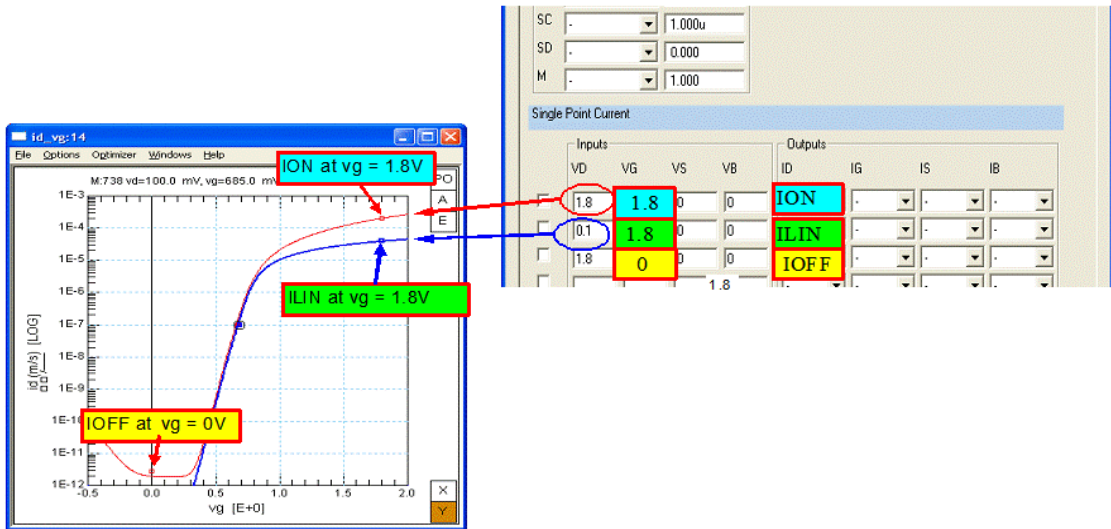 SC - 1.000u
SD - 0.000
M - 1.000
Single Point Current
Inputs Outputs
VD VG VS VB ID IG IS IB
1.8 1.8 0 0 ION - - -
0.1 1.8 0 0 ILIN - - -
1.8 0 0 0 IOFF - - -
1.8
id_vg:14
File Options Optimizer Windows Help
M:738 vd=100.0 mV, vg=685.0
ION at vg = 1.8V
PO
A
E
1E-3
1E-4
1E-5
1E-6
ILIN at vg = 1.8V
1E-7
1E-8
1E-9
1E-10
IOFF at vg = 0V
1E-11
1E-12
id (m/s) [LOG]
-0.5 0.0 0.5 1.0 1.5 2.0
vg [E+0]
X
Y